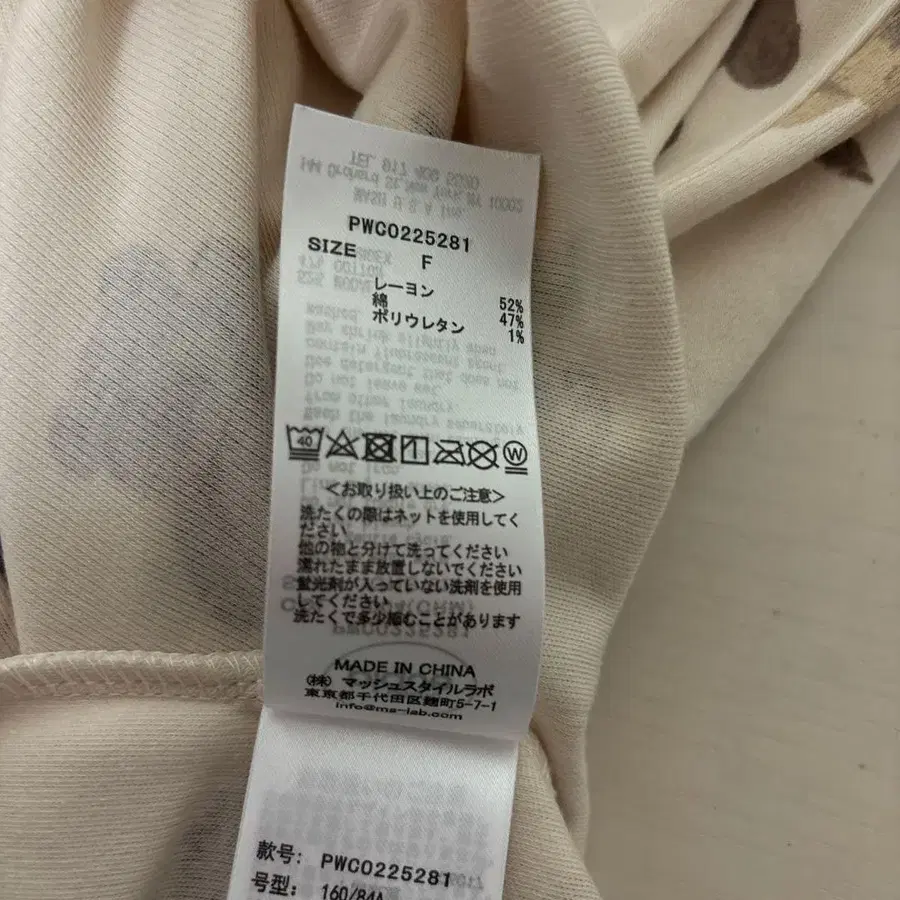 PWCO225281
SIZE F
レーヨン 52%
綿 47%
ポリウレタン 1%
40
W
<お取り扱い上のご注意>
洗たくの際はネットを使用してく
ださい
他の物と分けて洗ってください
濡れたまま放置しないでください
蛍光剤が入っていない洗剤を使用
してください
洗たくで多少縮むことがあります
MADE IN CHINA
(株) マッシュスタイルラボ
東京都千代田区麹町5-7-1
info@ms-lab.com
款号: PWCO225281
号型: 160/84A